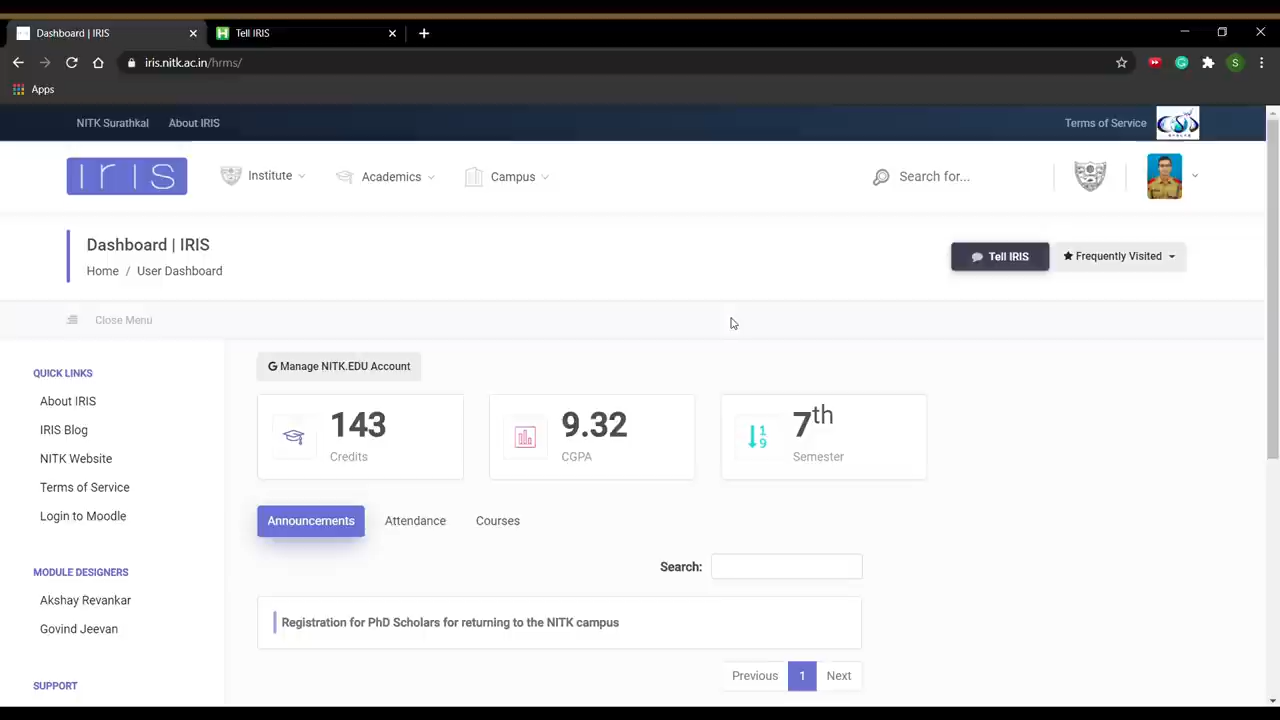 Dashboard | IRIS
Tell IRIS
iris.nitk.ac.in/hrms/
S
Apps
NITK Surathkal
About IRIS
Terms of Service
IRIS
Institute
Academics
Campus
Search for...
Dashboard | IRIS
Home / User Dashboard
Tell IRIS
Frequently Visited
Close Menu
QUICK LINKS
About IRIS
IRIS Blog
NITK Website
Terms of Service
Login to Moodle
MODULE DESIGNERS
Akshay Revankar
Govind Jeevan
SUPPORT
G Manage NITK.EDU Account
143
Credits
9.32
CGPA
1
9
7th
Semester
Announcements
Attendance
Courses
Search:
Registration for PhD Scholars for returning to the NITK campus
Previous
1
Next